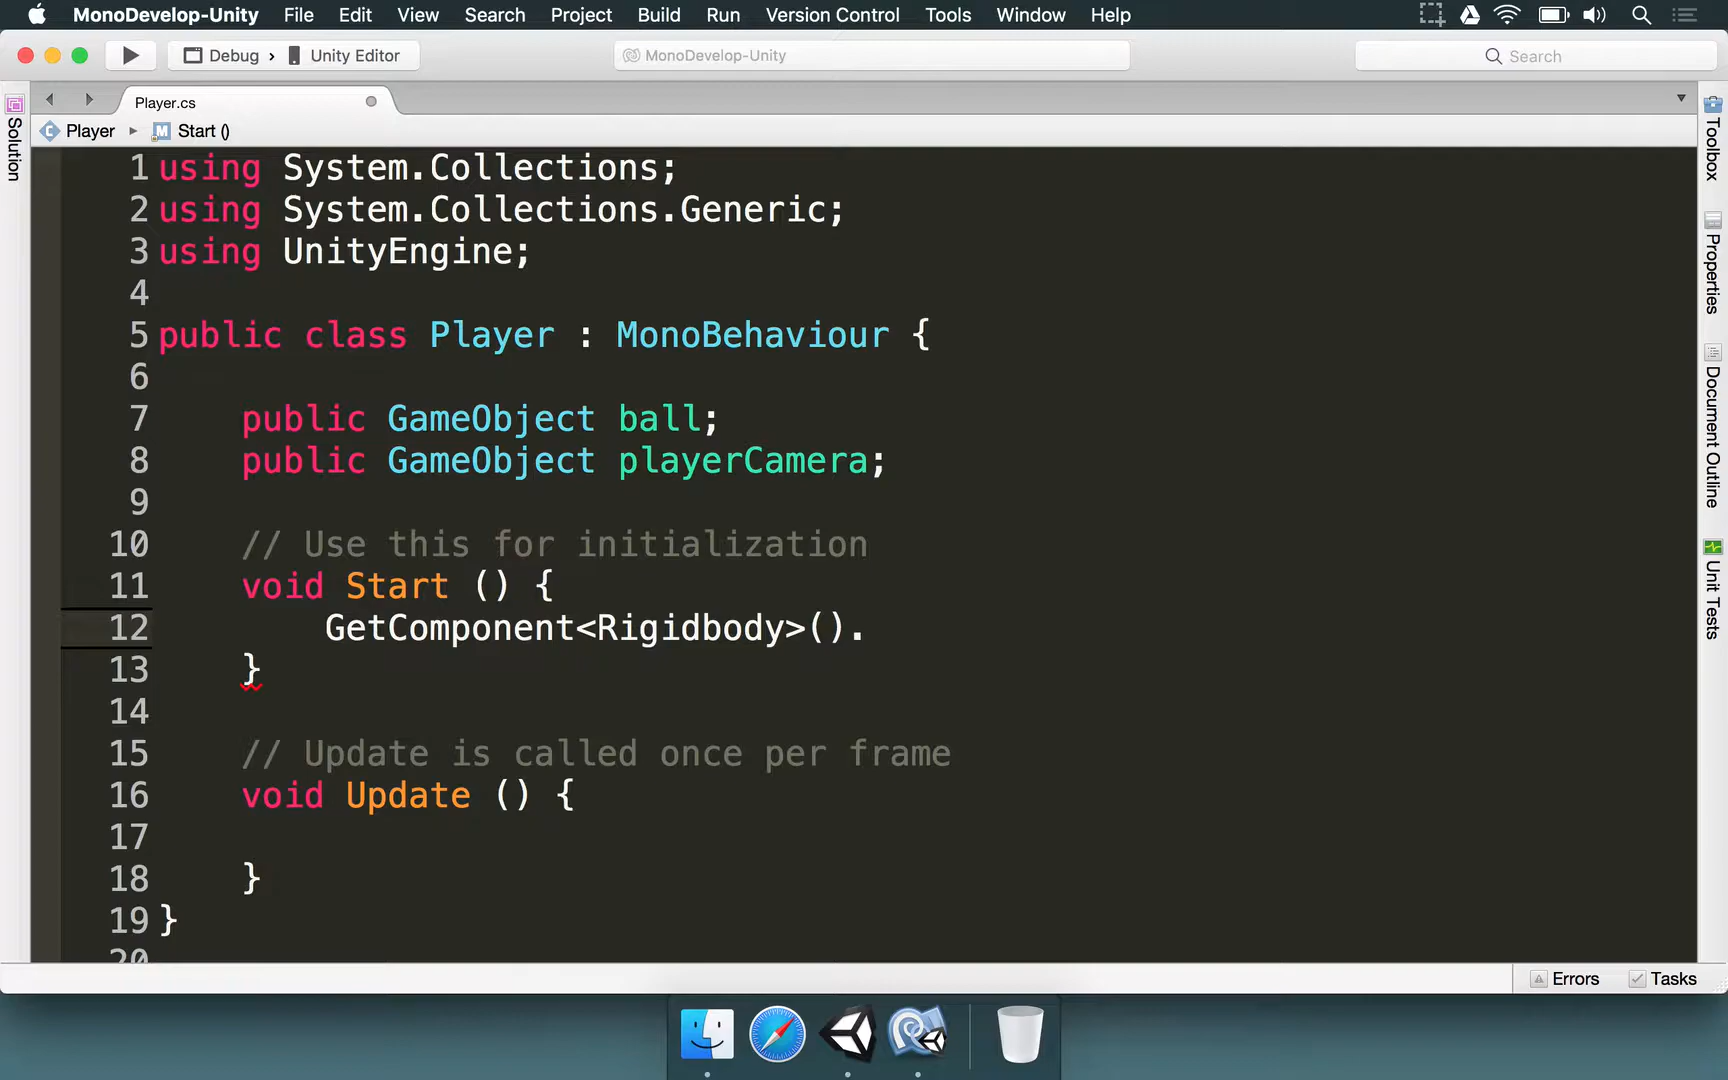 MonoDevelop-Unity File Edit View Search Project Build Run Version Control Tools Window Help
Debug › Unity Editor MonoDevelop-Unity Search
Player.cs
Player ▸ M Start ()
Solution
Toolbox
Properties
Document Outline
Unit Tests
1 using System.Collections;
2 using System.Collections.Generic;
3 using UnityEngine;
4
5 public class Player : MonoBehaviour {
6
7 public GameObject ball;
8 public GameObject playerCamera;
9
10 // Use this for initialization
11 void Start () {
12 GetComponent<Rigidbody>().
13 }
14
15 // Update is called once per frame
16 void Update () {
17
18 }
19 }
20
Errors Tasks